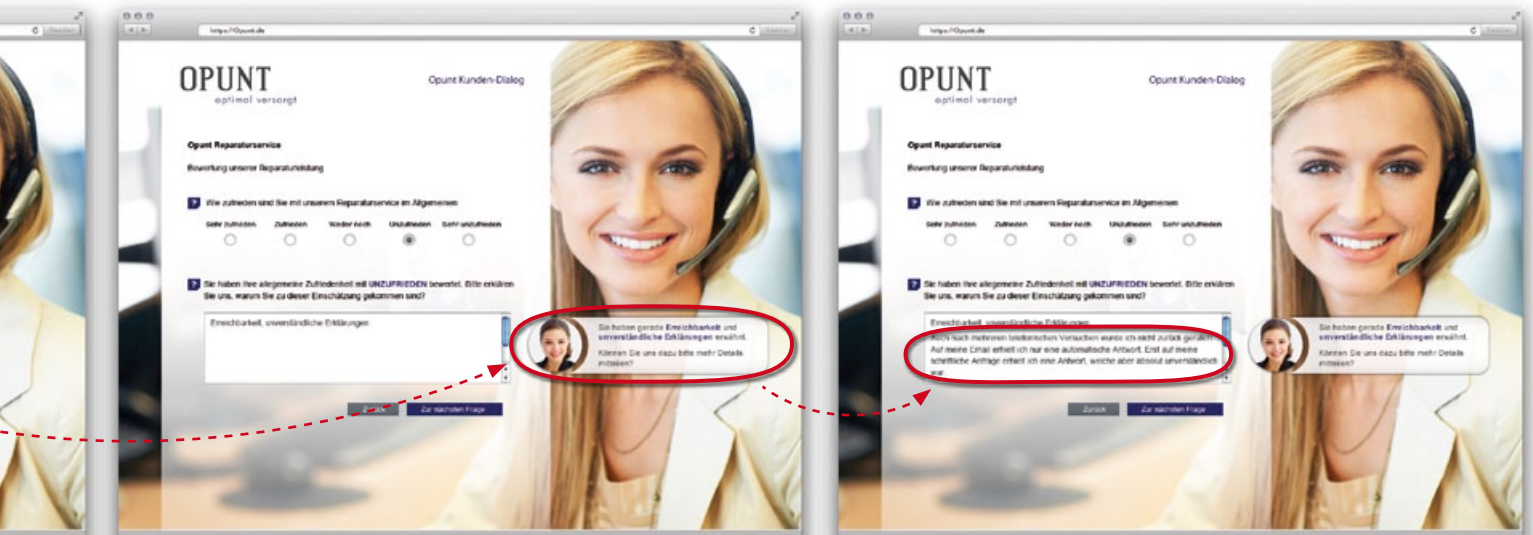 https://Opunt.de
OPUNT
optimal versorgt
Opunt Kunden-Dialog
Opunt Reparaturservice
Bewertung unserer Reparaturleistung
? Wie zufrieden sind Sie mit unserem Reparaturservice im Allgemeinen
Sehr zufrieden Zufrieden Weder noch Unzufrieden Sehr unzufrieden
? Sie haben Ihre allgemeine Zufriedenheit mit UNZUFRIEDEN bewertet. Bitte erklären
Sie uns, warum Sie zu dieser Einschätzung gekommen sind?
Erreichbarkeit, unverständliche Erklärungen
Sie haben gerade Erreichbarkeit und
unverständliche Erklärungen erwähnt.
Können Sie uns dazu bitte mehr Details
mitteilen?
Zurück Zur nächsten Frage
https://Opunt.de
OPUNT
optimal versorgt
Opunt Kunden-Dialog
Opunt Reparaturservice
Bewertung unserer Reparaturleistung
? Wie zufrieden sind Sie mit unserem Reparaturservice im Allgemeinen
Sehr zufrieden Zufrieden Weder noch Unzufrieden Sehr unzufrieden
? Sie haben Ihre allgemeine Zufriedenheit mit UNZUFRIEDEN bewertet. Bitte erklären
Sie uns, warum Sie zu dieser Einschätzung gekommen sind?
Erreichbarkeit, unverständliche Erklärungen
Auch nach mehreren telefonischen Versuchen wurde ich nicht zurück gerufen.
Auf meine Email erhielt ich nur eine automatische Antwort. Erst auf meine
schriftliche Anfrage erhielt ich eine Antwort, welche aber absolut unverständlich
war.
Sie haben gerade Erreichbarkeit und
unverständliche Erklärungen erwähnt.
Können Sie uns dazu bitte mehr Details
mitteilen?
Zurück Zur nächsten Frage